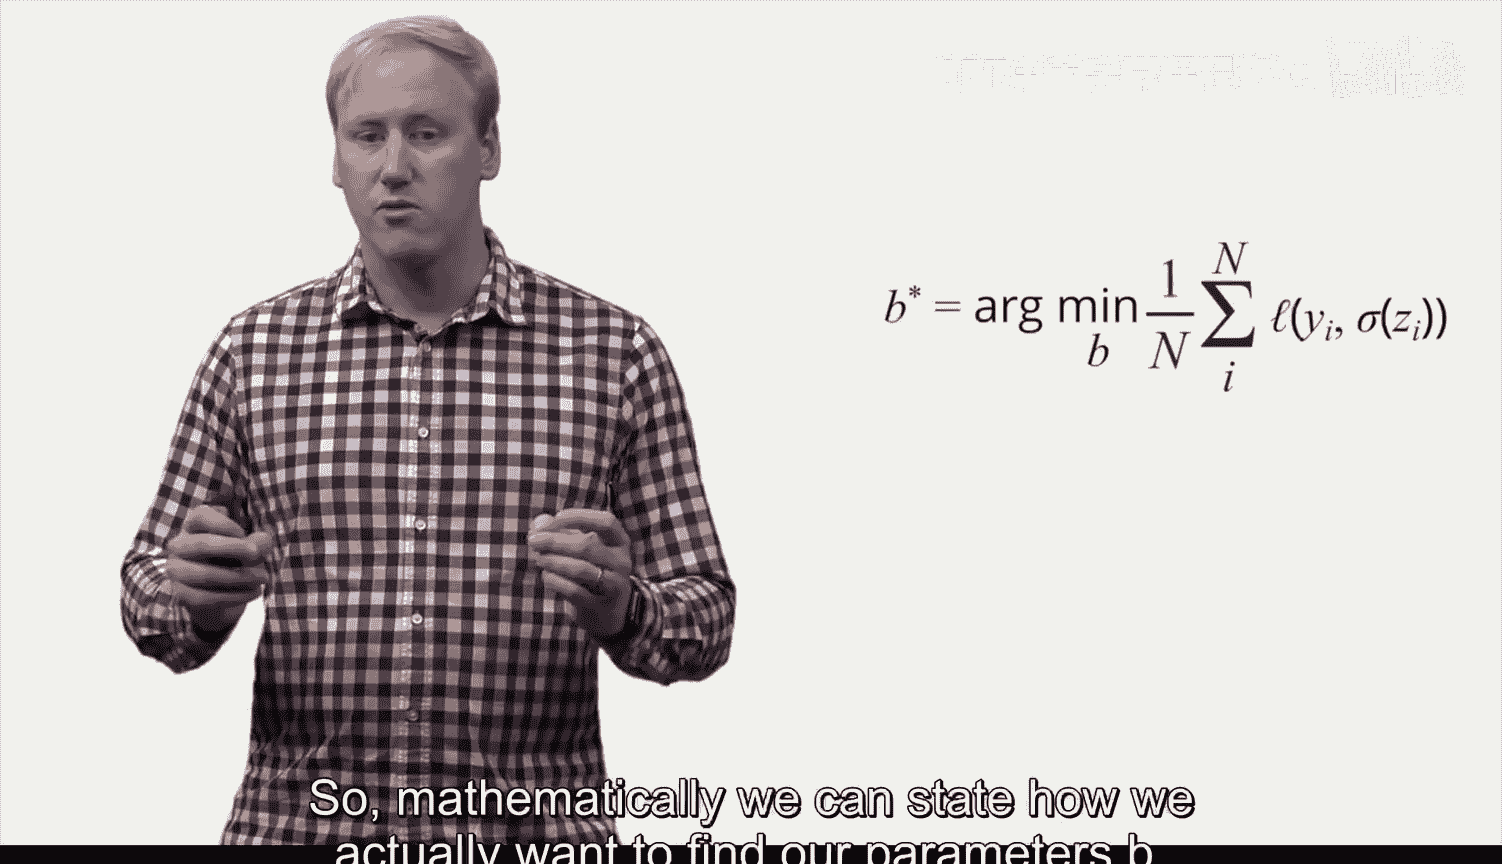 b* = arg min_b 1/N ∑_i^N ℓ(y_i, σ(z_i))
So, mathematically we can state how we
actually want to find our parameters b